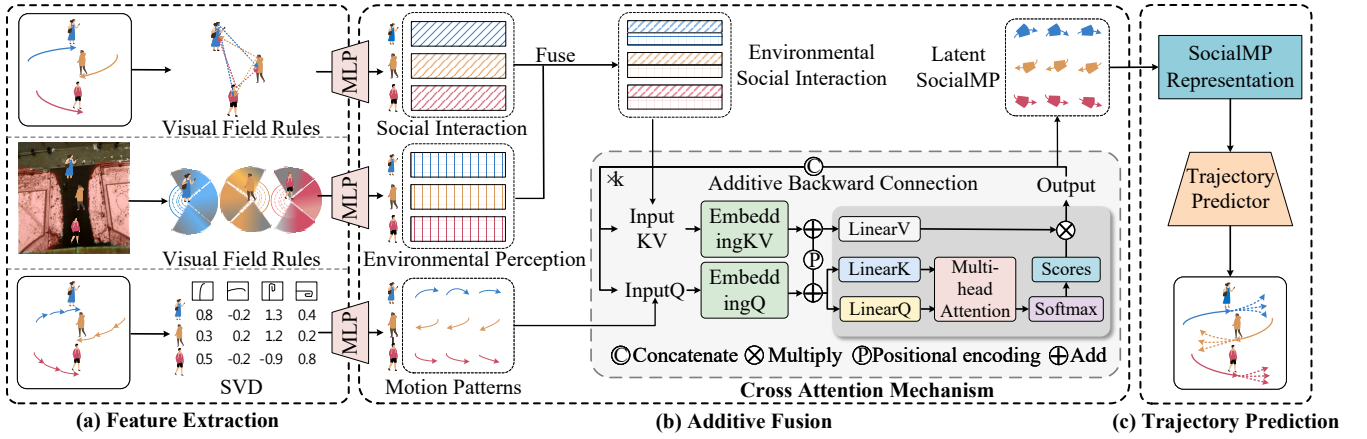 Visual Field Rules
MLP
Social Interaction
Fuse
Environmental
Social Interaction
Latent
SocialMP
SocialMP
Representation
Visual Field Rules
MLP
Environmental Perception
×k
Additive Backward Connection
Output
C
Input
KV
Embedd
ingKV
LinearV
InputQ
Embedd
ingQ
P
LinearK
LinearQ
Multi-
head
Attention
Scores
Softmax
Trajectory
Predictor
0.8 -0.2 1.3 0.4
0.3 0.2 1.2 0.2
0.5 -0.2 -0.9 0.8
SVD
MLP
Motion Patterns
C Concatenate ⊗ Multiply P Positional encoding ⊕ Add
Cross Attention Mechanism
(a) Feature Extraction
(b) Additive Fusion
(c) Trajectory Prediction